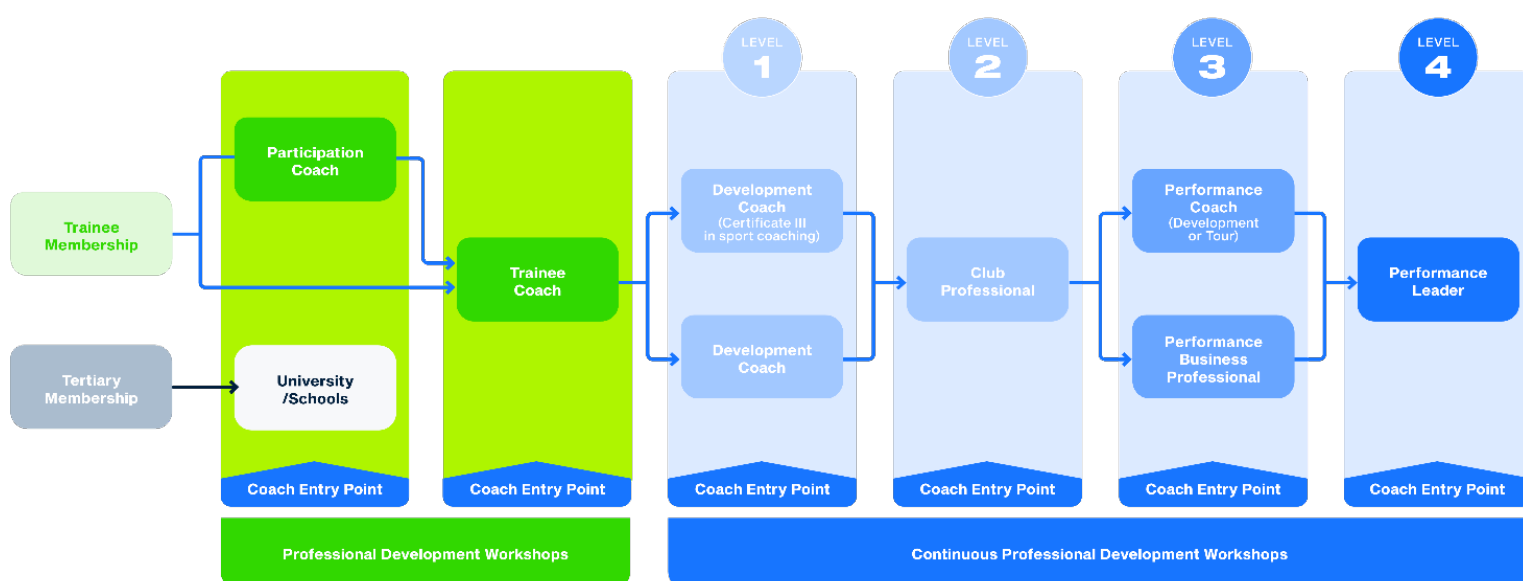 LEVEL
1
LEVEL
2
LEVEL
3
LEVEL
4
Trainee
Membership
Tertiary
Membership
Participation
Coach
University
/Schools
Trainee
Coach
Development
Coach
(Certificate III
in sport coaching)
Development
Coach
Club
Professional
Performance
Coach
(Development
or Tour)
Performance
Business
Professional
Performance
Leader
Coach Entry Point
Coach Entry Point
Coach Entry Point
Coach Entry Point
Coach Entry Point
Coach Entry Point
Professional Development Workshops
Continuous Professional Development Workshops